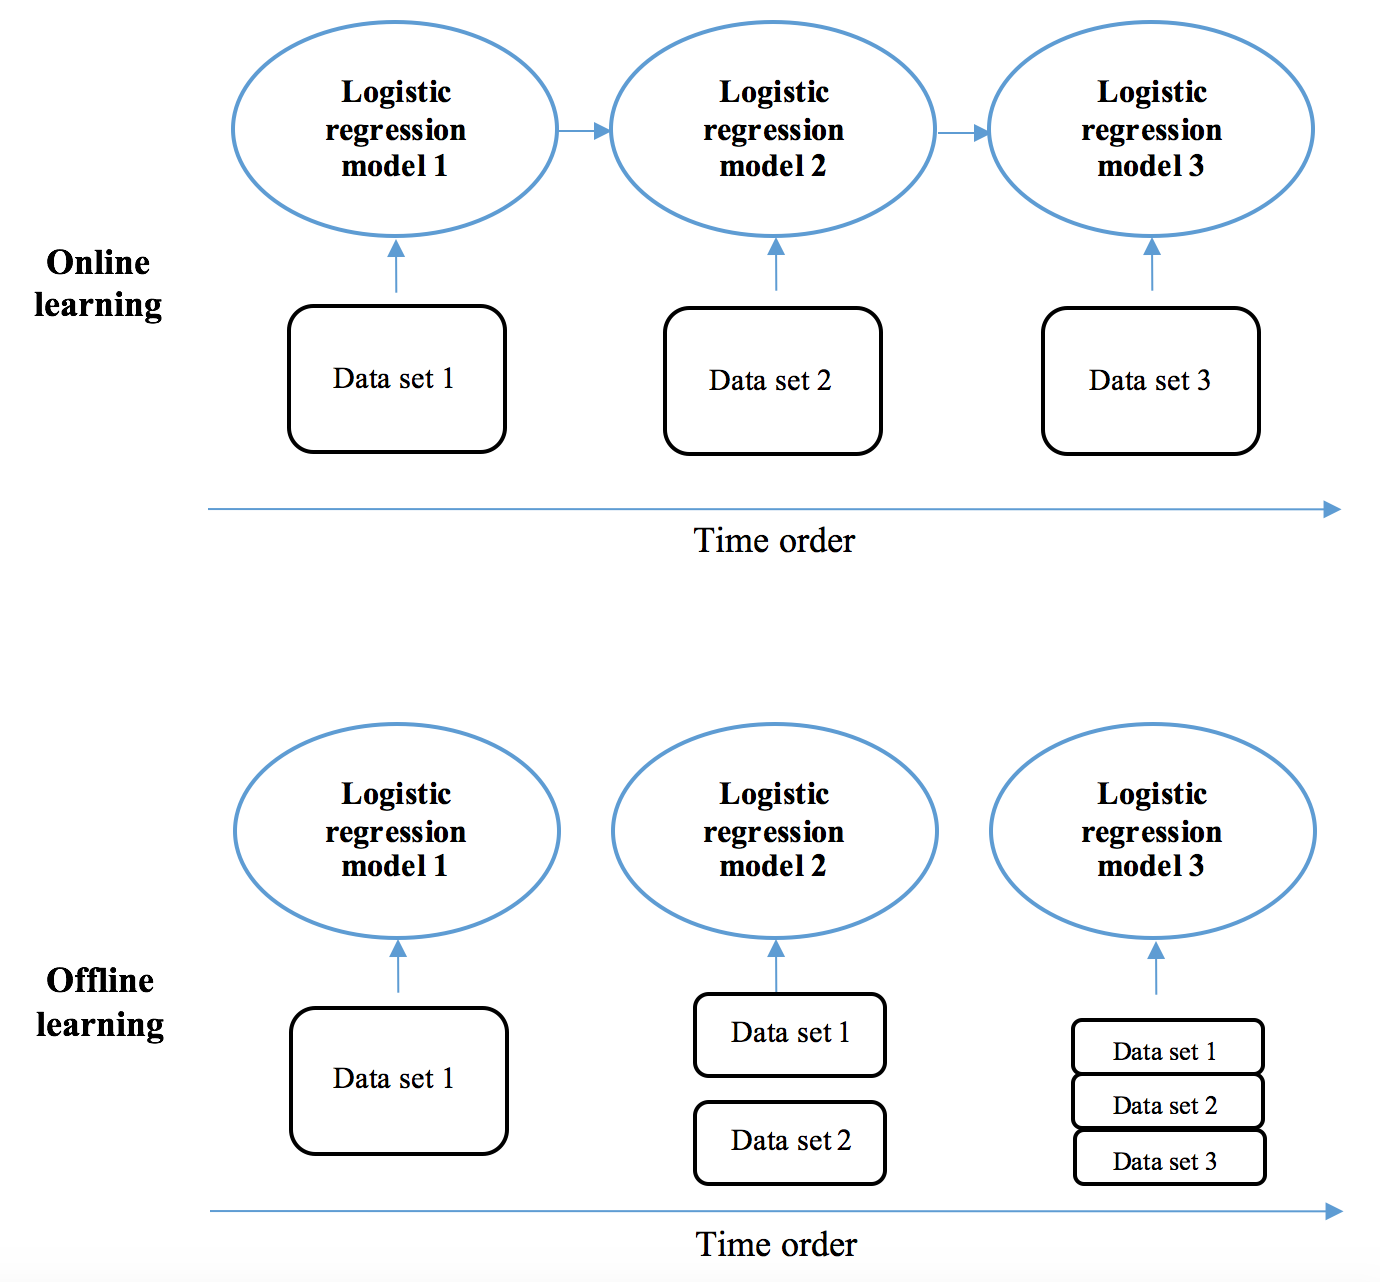 Logistic
regression
model 1
Logistic
regression
model 2
Logistic
regression
model 3
Online
learning
Data set 1
Data set 2
Data set 3
Time order
Logistic
regression
model 1
Logistic
regression
model 2
Logistic
regression
model 3
Offline
learning
Data set 1
Data set 1
Data set 2
Data set 1
Data set 2
Data set 3
Time order